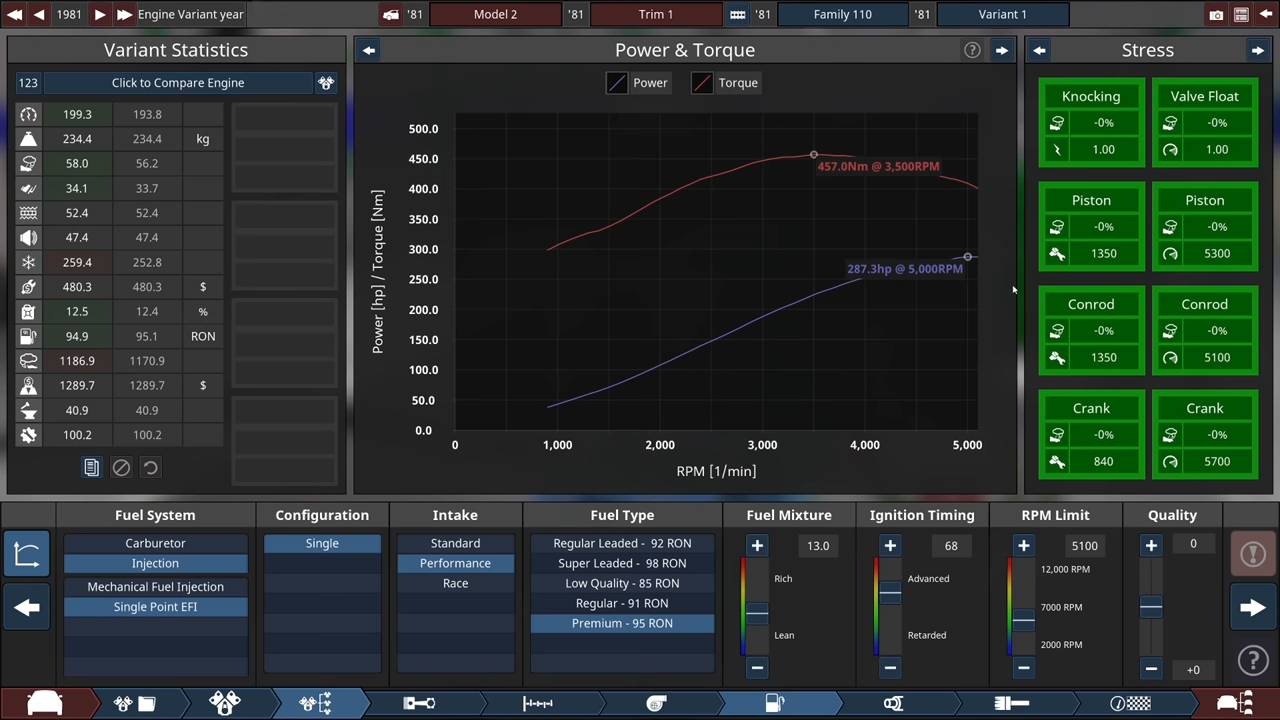 1981 Engine Variant year '81 Model 2 '81 Trim 1 '81 Family 110 '81 Variant 1
Variant Statistics
123 Click to Compare Engine
199.3 193.8
234.4 234.4 kg
58.0 56.2
34.1 33.7
52.4 52.4
47.4 47.4
259.4 252.8
480.3 480.3 $
12.5 12.4 %
94.9 95.1 RON
1186.9 1170.9
1289.7 1289.7 $
40.9 40.9
100.2 100.2
Power & Torque ?
Power Torque
Power [hp] / Torque [Nm]
500.0
450.0
400.0
350.0
300.0
250.0
200.0
150.0
100.0
50.0
0.0
457.0Nm @ 3,500RPM
287.3hp @ 5,000RPM
0 1,000 2,000 3,000 4,000 5,000
RPM [1/min]
Stress
Knocking Valve Float
-0% -0%
1.00 1.00
Piston Piston
-0% -0%
1350 5300
Conrod Conrod
-0% -0%
1350 5100
Crank Crank
-0% -0%
840 5700
Fuel System
Carburetor
Injection
Mechanical Fuel Injection
Single Point EFI
Configuration
Single
Intake
Standard
Performance
Race
Fuel Type
Regular Leaded - 92 RON
Super Leaded - 98 RON
Low Quality - 85 RON
Regular - 91 RON
Premium - 95 RON
Fuel Mixture
+ 13.0
Rich
Lean
−
Ignition Timing
+ 68
Advanced
Retarded
−
RPM Limit
+ 5100
12,000 RPM
7000 RPM
2000 RPM
−
Quality
+ 0
− +0
!
?